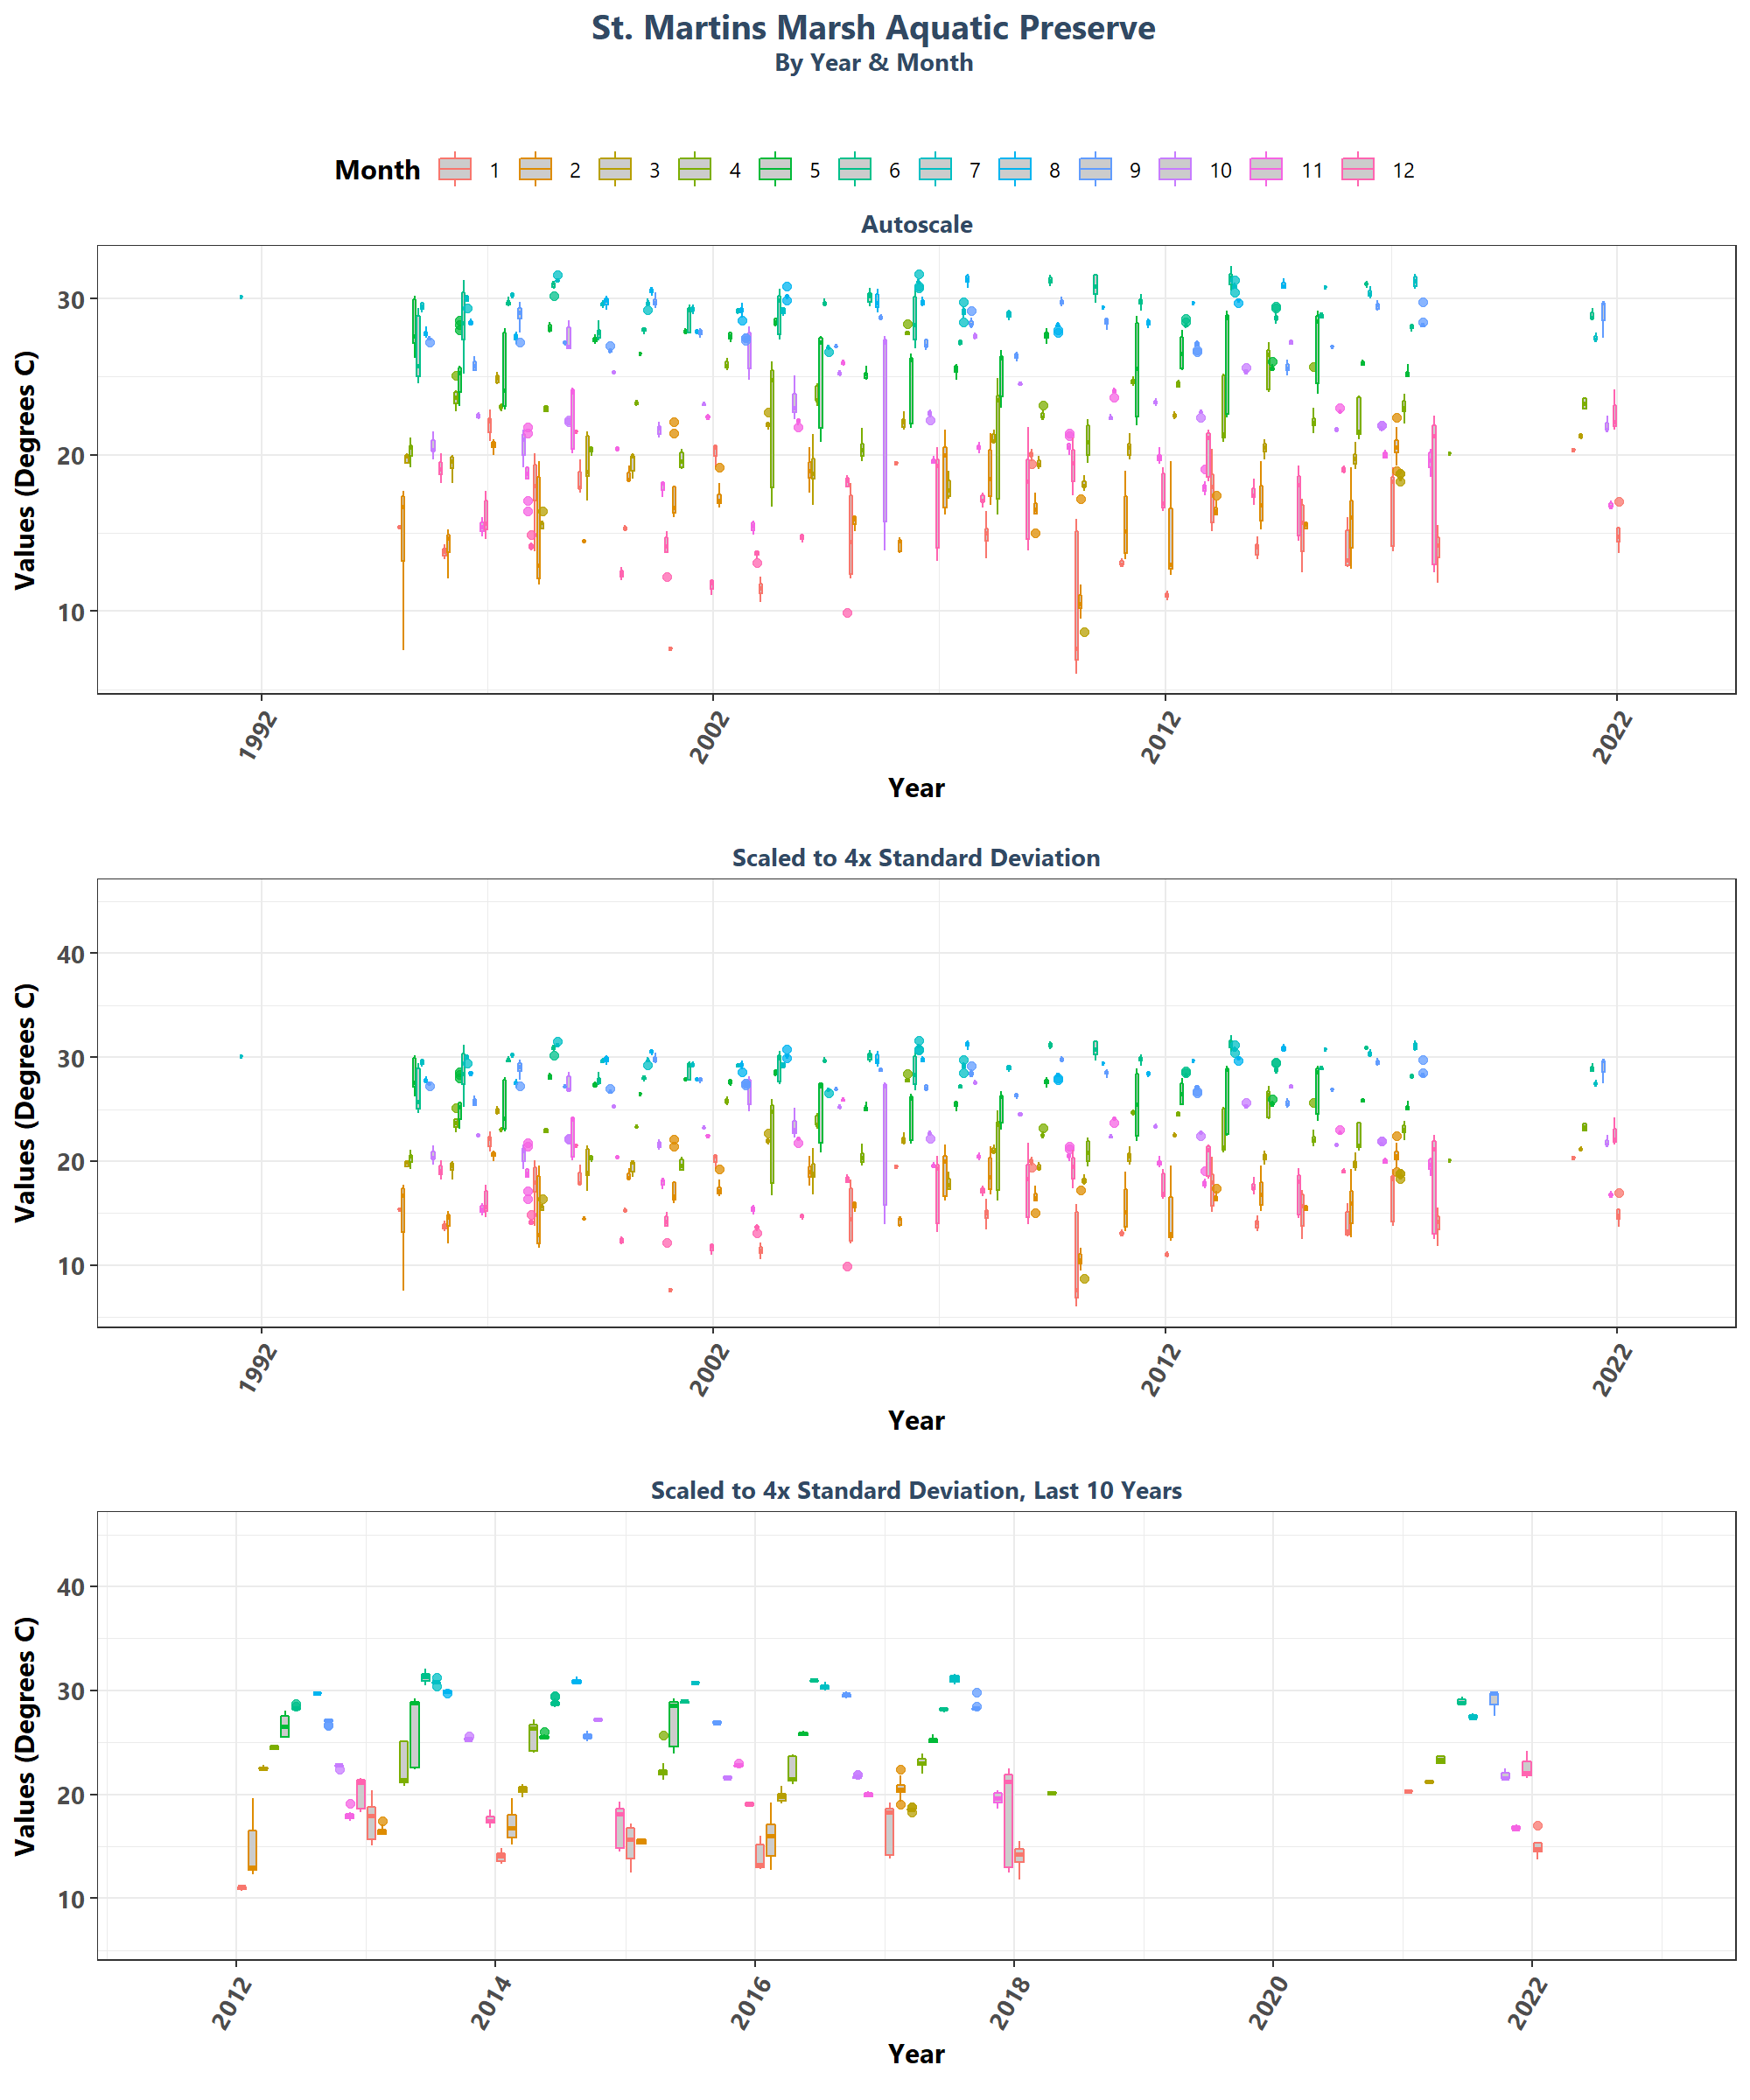 St. Martins Marsh Aquatic Preserve
By Year & Month
Month 1 2 3 4 5 6 7 8 9 10 11 12
Autoscale
Values (Degrees C)
30
20
10
1992 2002 2012 2022
Year
Scaled to 4x Standard Deviation
Values (Degrees C)
40
30
20
10
1992 2002 2012 2022
Year
Scaled to 4x Standard Deviation, Last 10 Years
Values (Degrees C)
40
30
20
10
2012 2014 2016 2018 2020 2022
Year